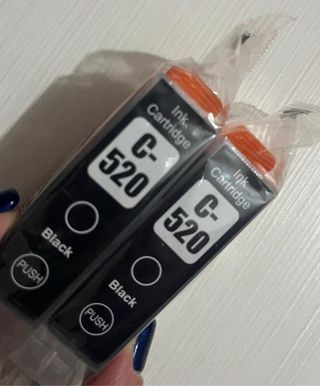 Ink
Cartridge
C-
520
Black
PUSH
Ink
Cartridge
C-
520
Black
PUSH